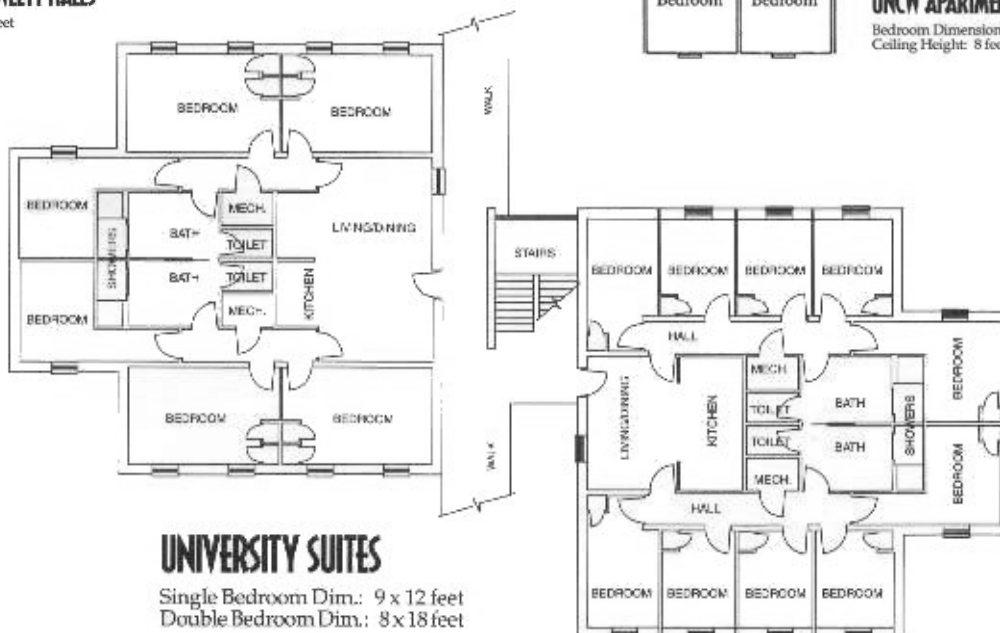 eet
Bedroom Bedroom
UNCW APARTME
Bedroom Dimension
Ceiling Height: 8 fee
WALK
BEDROOM
BEDROOM
BEDROOM
MECH.
BATH
TOILET
LIVING/DINING
SHOWERS
BATH
TOILET
KITCHEN
MECH.
BEDROOM
BEDROOM
BEDROOM
STAIRS
WALK
BEDROOM
BEDROOM
BEDROOM
BEDROOM
HALL
MECH.
BEDROOM
LIVING/DINING
KITCHEN
TOILET
BATH
SHOWERS
TOILET
BATH
MECH.
BEDROOM
HALL
BEDROOM
BEDROOM
BEDROOM
BEDROOM
UNIVERSITY SUITES
Single Bedroom Dim.: 9 x 12 feet
Double Bedroom Dim.: 8 x 18 feet